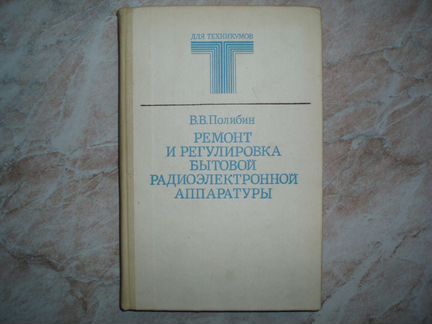 ДЛЯ ТЕХНИКУМОВ
В.В.Полибин
РЕМОНТ
И РЕГУЛИРОВКА
БЫТОВОЙ
РАДИОЭЛЕКТРОННОЙ
АППАРАТУРЫ